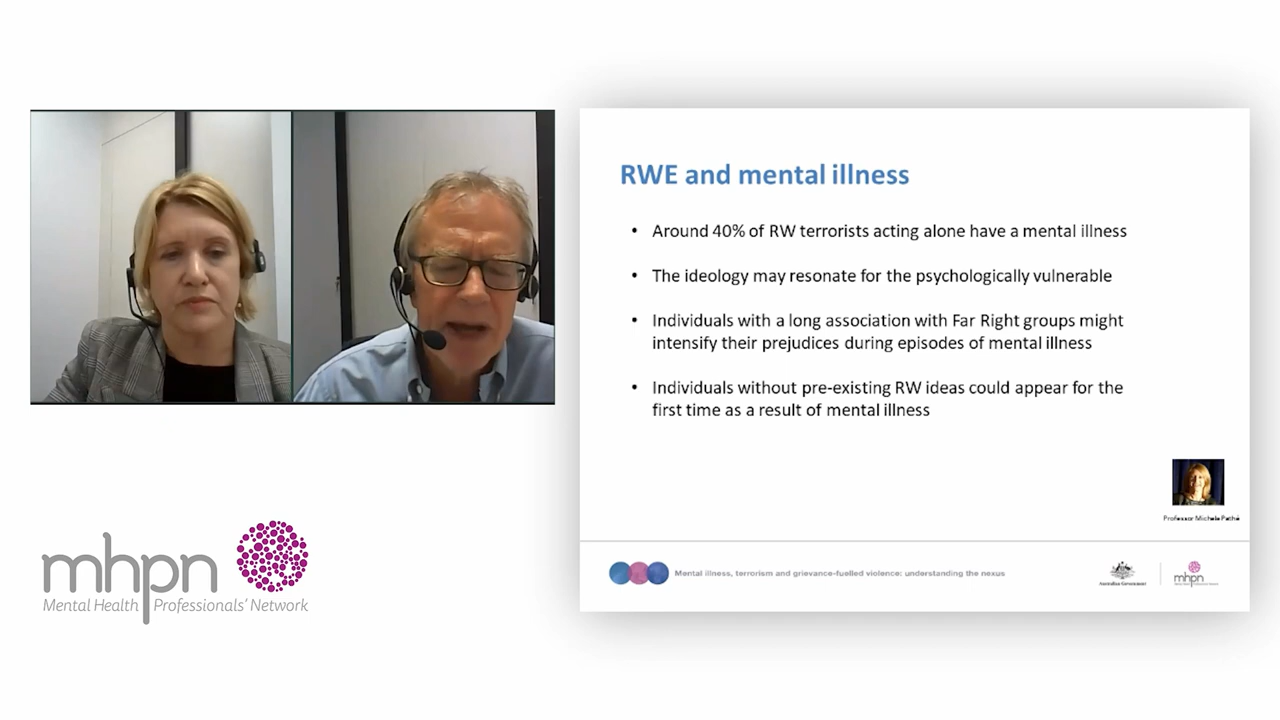 RWE and mental illness
• Around 40% of RW terrorists acting alone have a mental illness
• The ideology may resonate for the psychologically vulnerable
• Individuals with a long association with Far Right groups might
intensify their prejudices during episodes of mental illness
• Individuals without pre-existing RW ideas could appear for the
first time as a result of mental illness
Professor Michele Pathé
Mental illness, terrorism and grievance-fuelled violence: understanding the nexus
Australian Government
mhpn
mhpn
Mental Health Professionals' Network